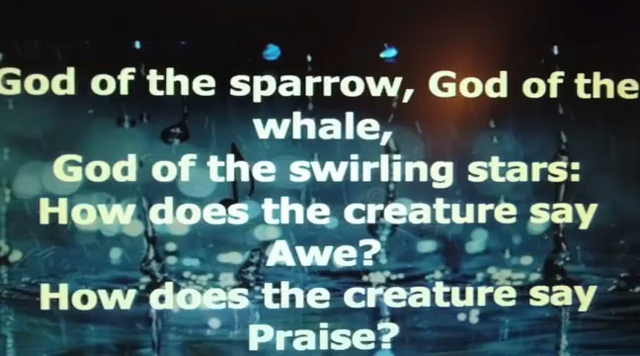 God of the sparrow, God of the
whale,
God of the swirling stars:
How does the creature say
Awe?
How does the creature say
Praise?